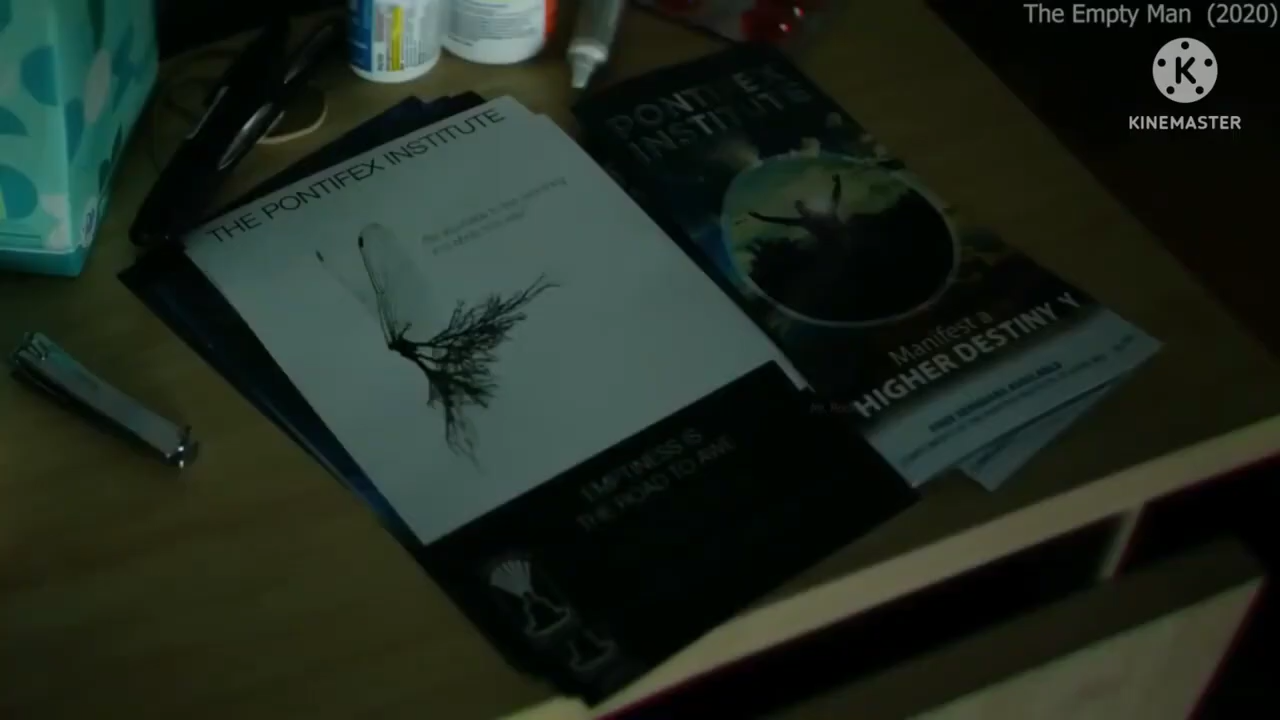 The Empty Man (2020)
KINEMASTER
THE PONTIFEX INSTITUTE
PONTIFEX
INSTITUTE
Manifest a
HIGHER DESTINY
EMPTINESS IS
THE ROAD TO AWE